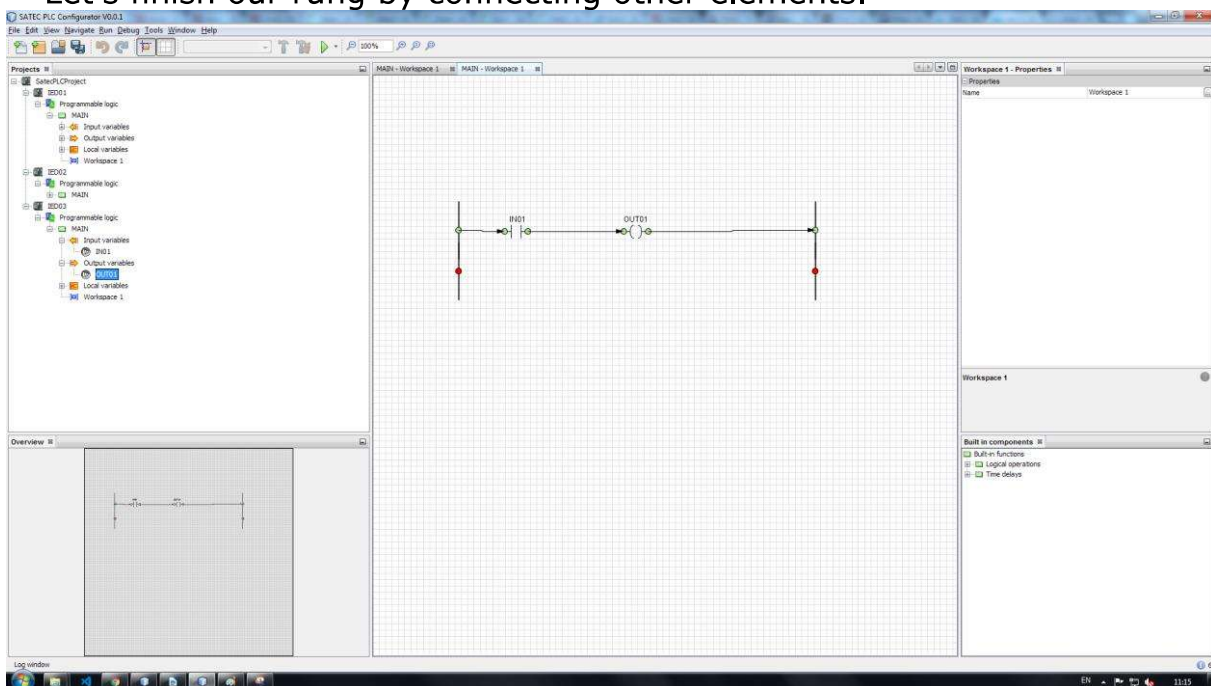 Let's finish our rung by connecting other elements.
SATEC PLC Configurator V0.0.1
File Edit View Navigate Run Debug Tools Window Help
100%
Projects
MAIN - Workspace 1
MAIN - Workspace 1
Workspace 1 - Properties
SatecPLCProject
IED01
Programmable logic
MAIN
Input variables
Output variables
Local variables
Workspace 1
IED02
Programmable logic
MAIN
IED03
Programmable logic
MAIN
Input variables
IN01
Output variables
OUT01
Local variables
Workspace 1
IN01
OUT01
Properties
Name Workspace 1
Workspace 1
Overview
Built in components
Built-in functions
Logical operations
Time delays
Log window
EN
11:15